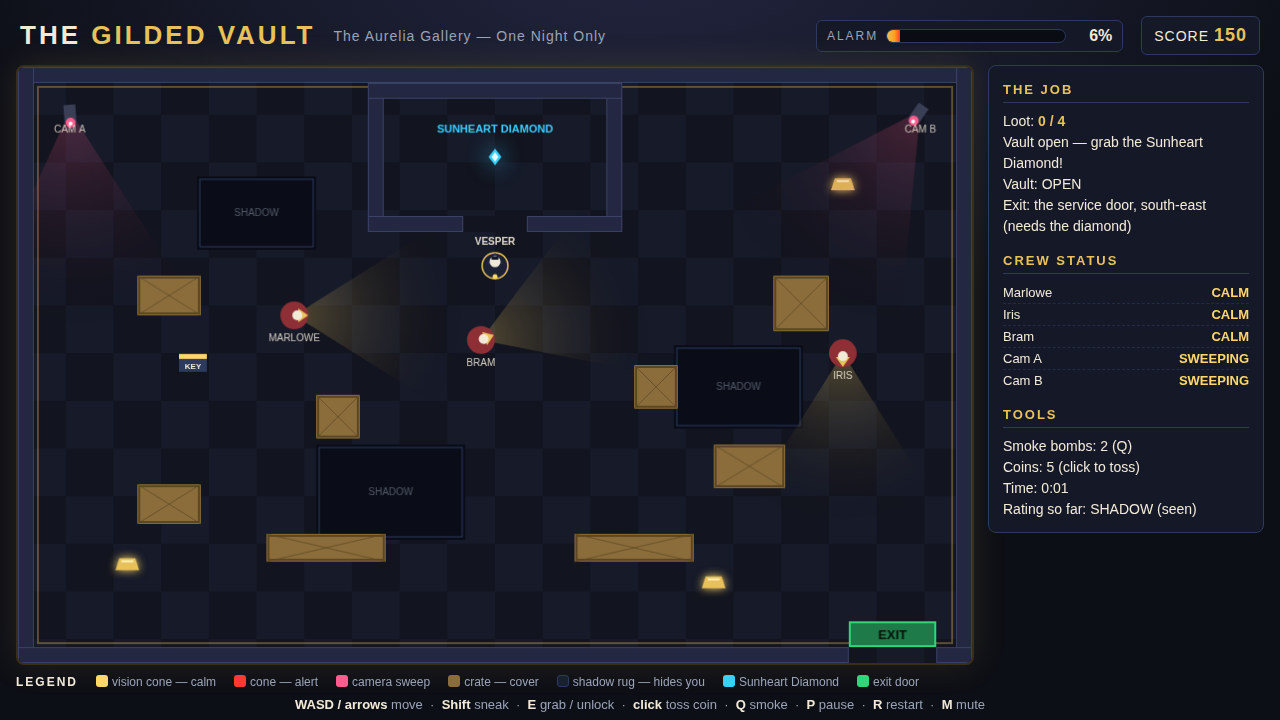 THE GILDED VAULT
The Aurelia Gallery — One Night Only
ALARM 6%
SCORE 150
CAM A
CAM B
SUNHEART DIAMOND
SHADOW
VESPER
MARLOWE
BRAM
KEY
SHADOW
IRIS
SHADOW
EXIT
THE JOB
Loot: 0 / 4
Vault open — grab the Sunheart
Diamond!
Vault: OPEN
Exit: the service door, south-east
(needs the diamond)
CREW STATUS
Marlowe CALM
Iris CALM
Bram CALM
Cam A SWEEPING
Cam B SWEEPING
TOOLS
Smoke bombs: 2 (Q)
Coins: 5 (click to toss)
Time: 0:01
Rating so far: SHADOW (seen)
LEGEND vision cone — calm cone — alert camera sweep crate — cover shadow rug — hides you Sunheart Diamond exit door
WASD / arrows move · Shift sneak · E grab / unlock · click toss coin · Q smoke · P pause · R restart · M mute